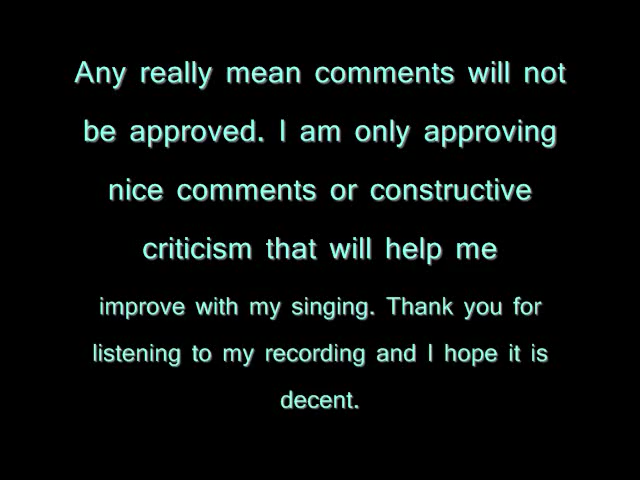 Any really mean comments will not
be approved. I am only approving
nice comments or constructive
criticism that will help me
improve with my singing. Thank you for
listening to my recording and I hope it is
decent.